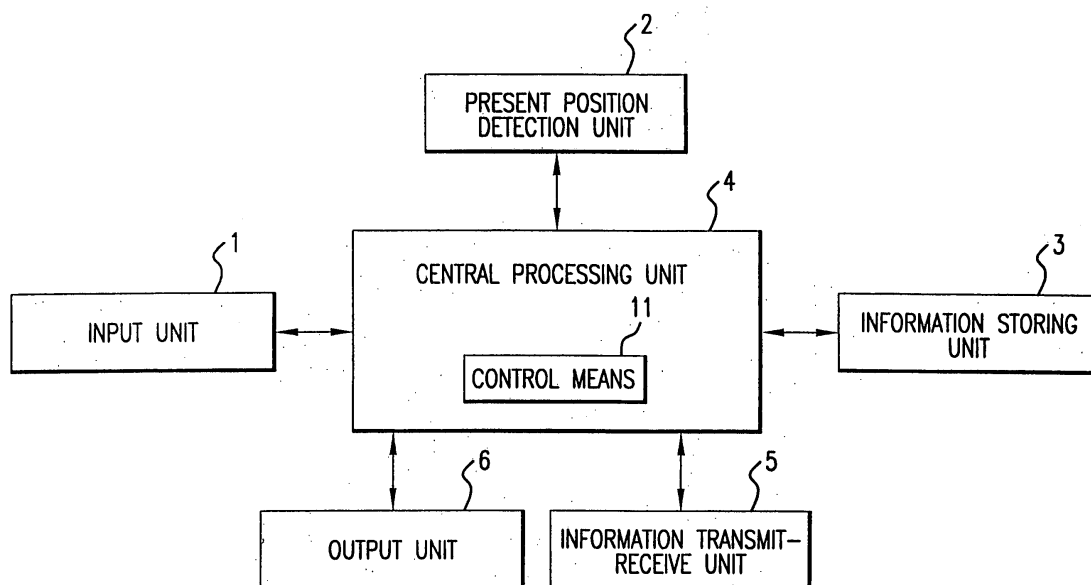 2
PRESENT POSITION
DETECTION UNIT
4
1
CENTRAL PROCESSING UNIT
3
INPUT UNIT
11
INFORMATION STORING
UNIT
CONTROL MEANS
6
5
OUTPUT UNIT
INFORMATION TRANSMIT-
RECEIVE UNIT